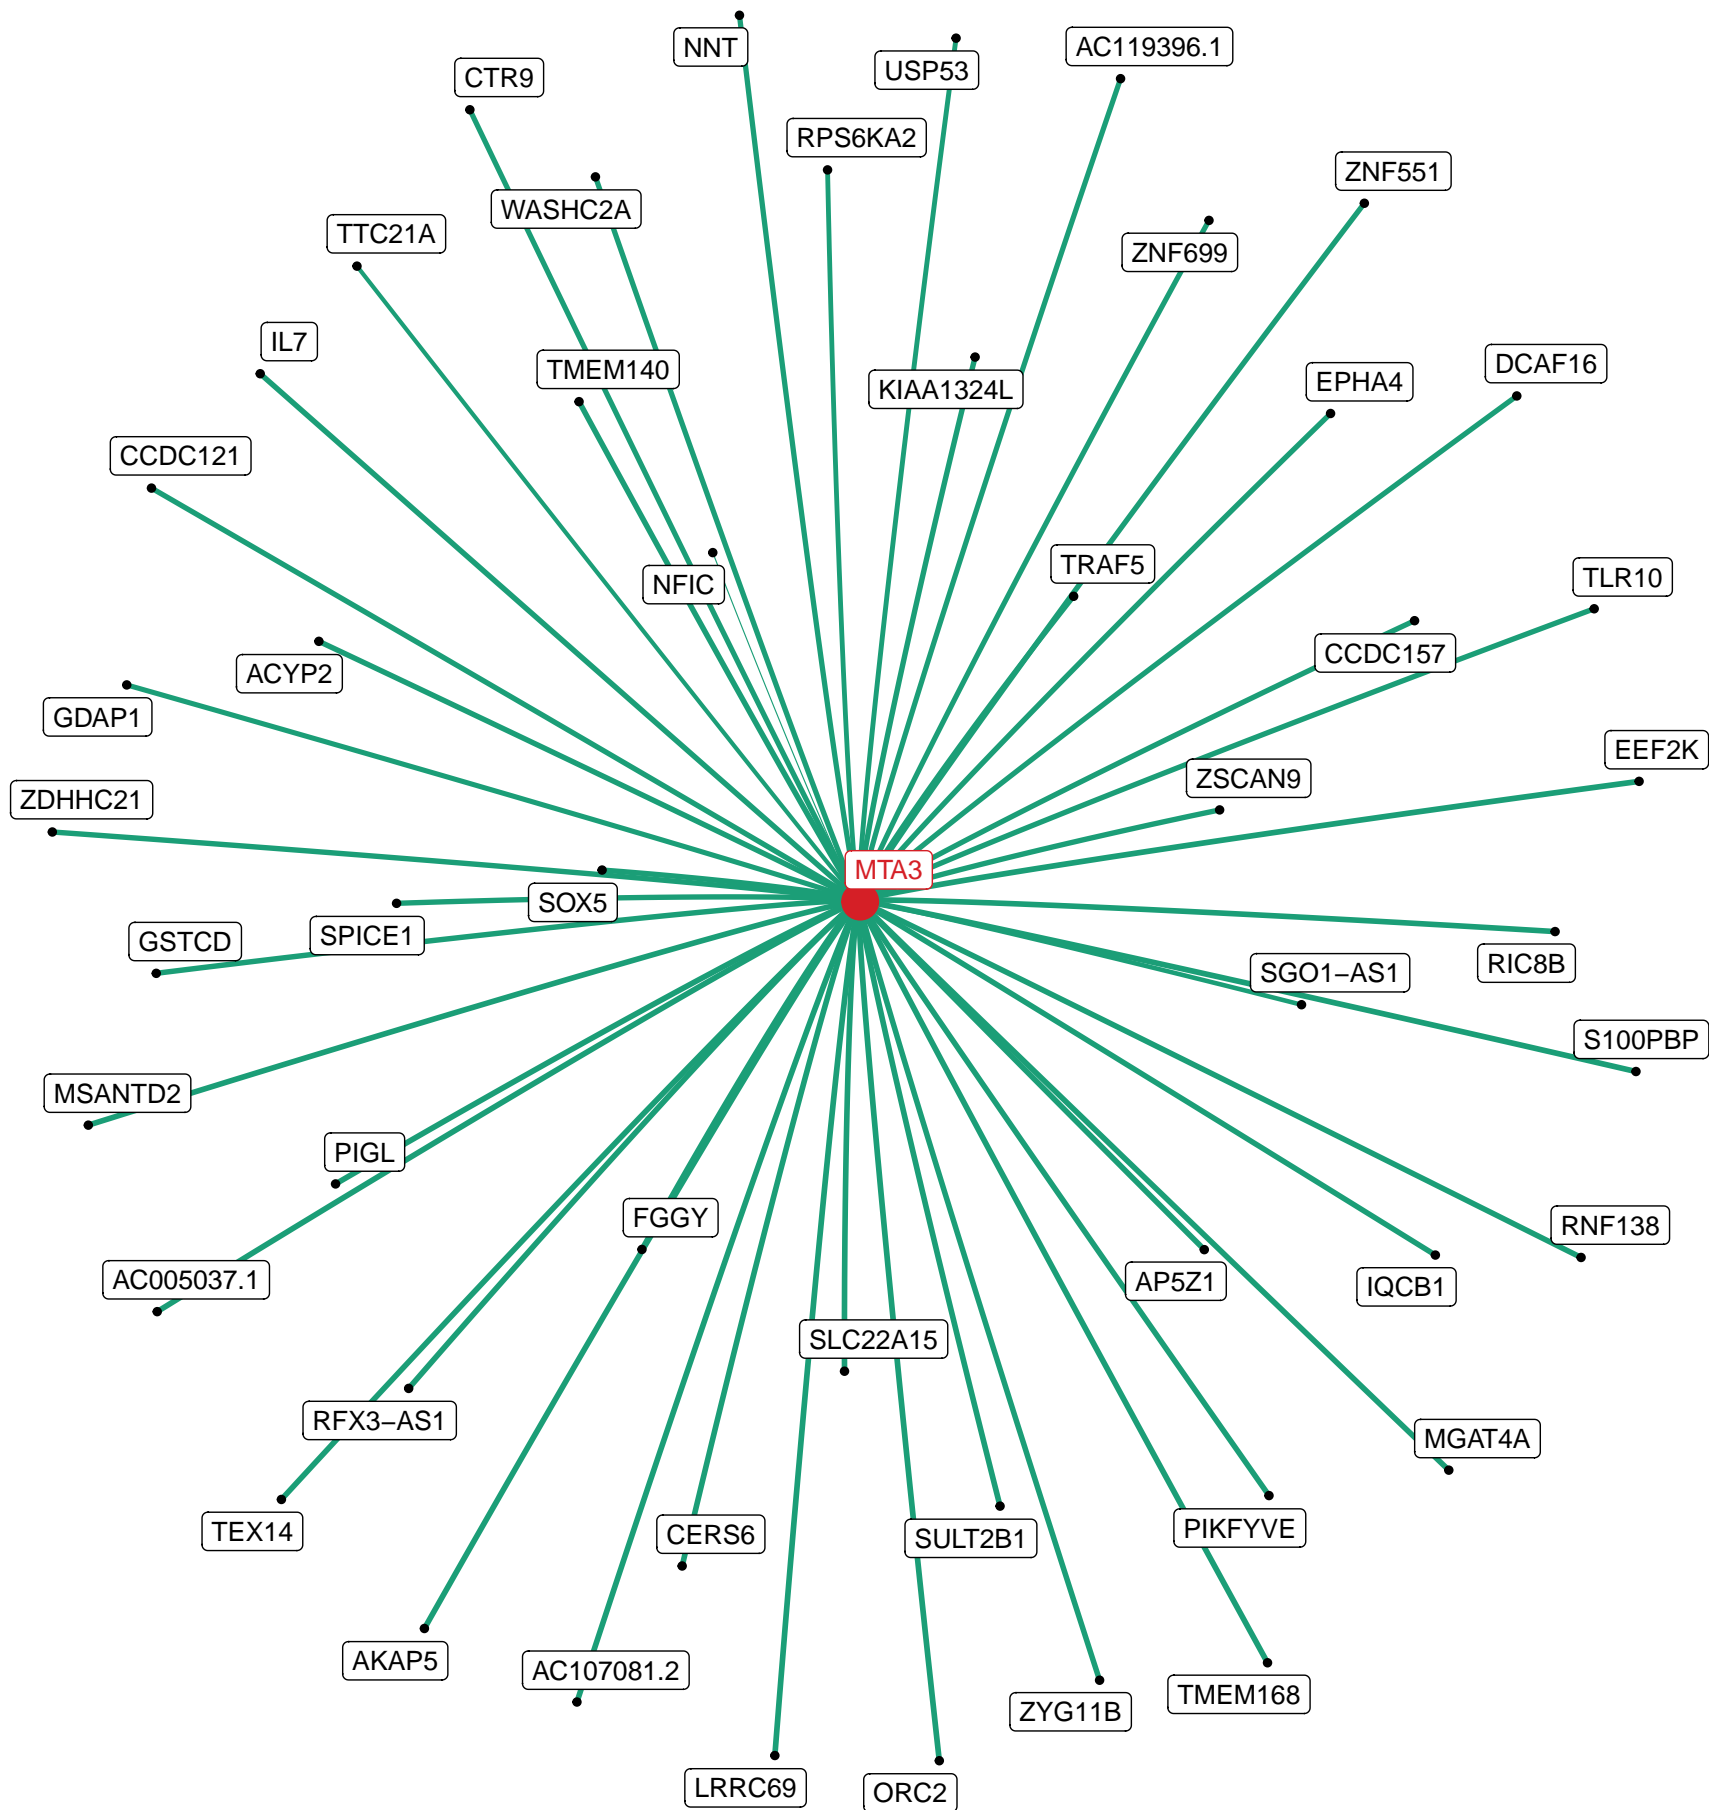 NNT
AC119396.1
USP53
CTR9
RPS6KA2
ZNF551
WASHC2A
TTC21A
ZNF699
IL7
DCAF16
TMEM140
EPHA4
KIAA1324L
CCDC121
TRAF5
TLR10
NFIC
CCDC157
ACYP2
GDAP1
EEF2K
ZSCAN9
ZDHHC21
MTA3
SOX5
SPICE1
GSTCD
RIC8B
SGO1–AS1
S100PBP
MSANTD2
PIGL
FGGY
RNF138
AC005037.1
AP5Z1
IQCB1
SLC22A15
RFX3–AS1
MGAT4A
TEX14
CERS6
SULT2B1
PIKFYVE
AKAP5
AC107081.2
TMEM168
ZYG11B
LRRC69
ORC2